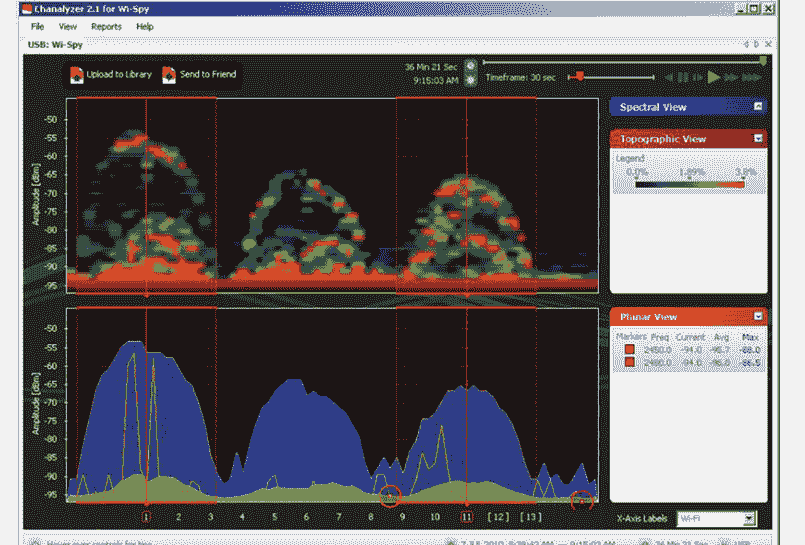 Chanalyzer 2.1 for Wi-Spy
File View Reports Help
USB: Wi-Spy
Upload to Library Send to Friend
36 Min 21 Sec
9:15:03 AM
Timeframe: 30 sec
Spectral View
Topographic View
Legend
Amplitude [dBm]
-50
-55
-60
-65
-70
-75
-80
-85
-90
-95
Planar View
Markers Freq Current Avg Max
Amplitude [dBm]
-50
-55
-60
-65
-70
-75
-80
-85
-90
-95
1 2 3 4 5 6 7 8 9 10 11 [12] [13]
X-Axis Labels Wi-Fi